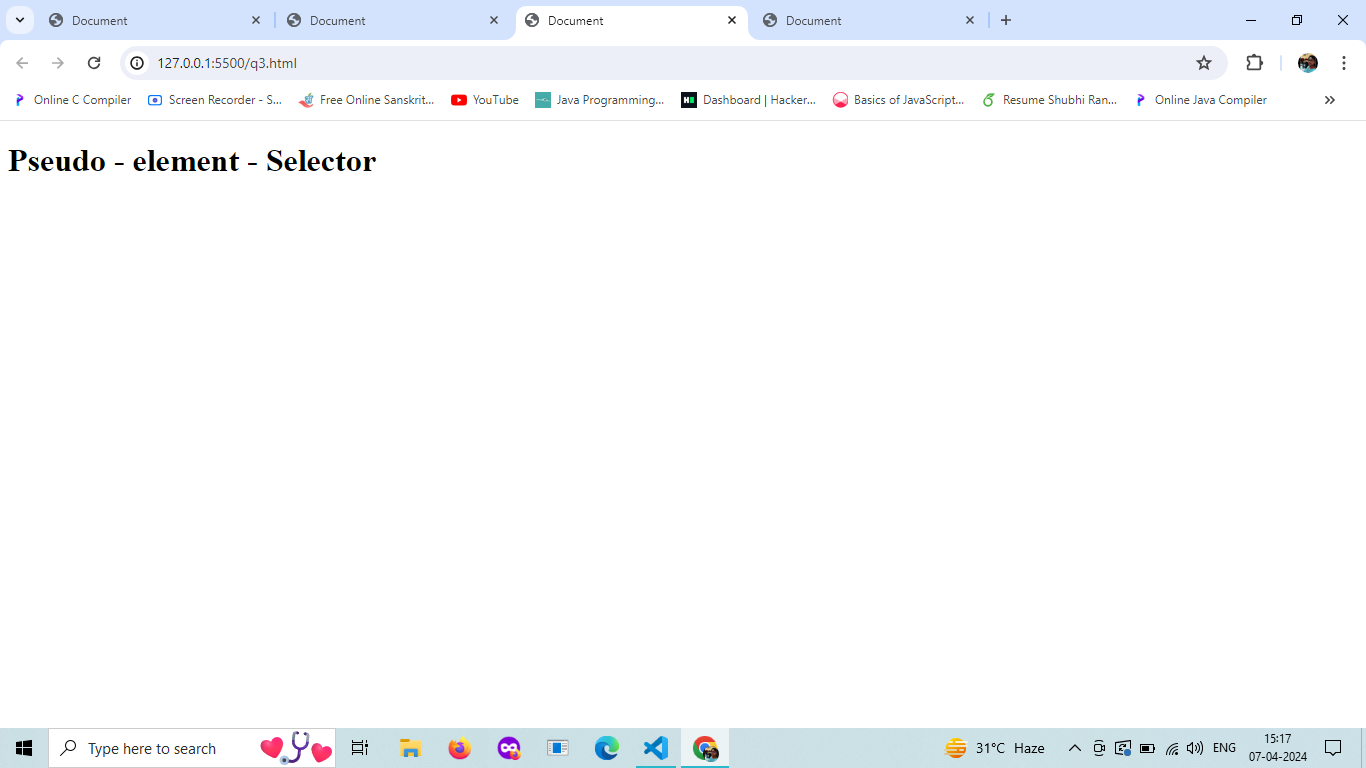 Document
Document
Document
Document
127.0.0.1:5500/q3.html
Online C Compiler
Screen Recorder - S...
Free Online Sanskrit...
YouTube
Java Programming...
Dashboard | Hacker...
Basics of JavaScript...
Resume Shubhi Ran...
Online Java Compiler
Pseudo - element - Selector
Type here to search
31°C Haze
ENG
15:17
07-04-2024